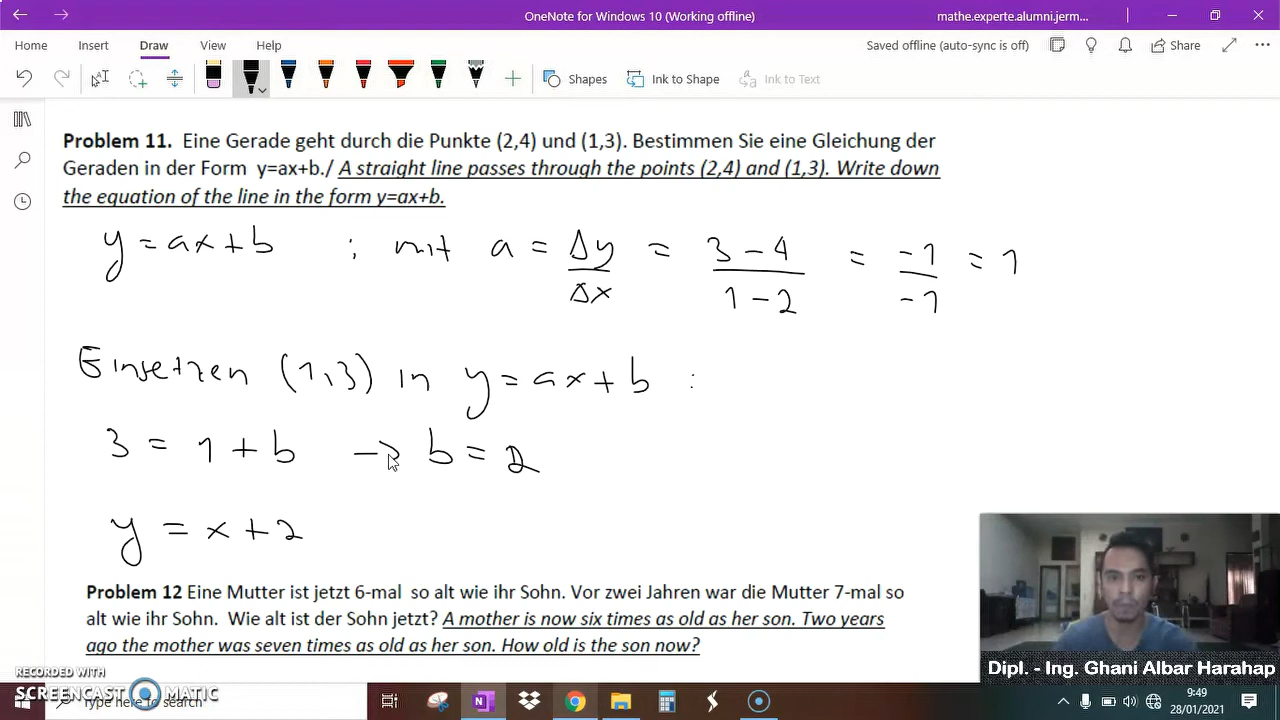 OneNote for Windows 10 (Working offline)
mathe.experte.alumni.jerm...
Home Insert Draw View Help
Saved offline (auto-sync is off)
Share
Shapes
Ink to Shape
Ink to Text
Problem 11. Eine Gerade geht durch die Punkte (2,4) und (1,3). Bestimmen Sie eine Gleichung der
Geraden in der Form y=ax+b./ A straight line passes through the points (2,4) and (1,3). Write down
the equation of the line in the form y=ax+b.
y = ax + b ; mit a = Δy/Δx = 3 - 4/1 - 2 = -1/-1 = 1
Einsetzen (1,3) in y = ax + b :
3 = 1 + b -> b = 2
y = x + 2
Problem 12 Eine Mutter ist jetzt 6-mal so alt wie ihr Sohn. Vor zwei Jahren war die Mutter 7-mal so
alt wie ihr Sohn. Wie alt ist der Sohn jetzt? A mother is now six times as old as her son. Two years
ago the mother was seven times as old as her son. How old is the son now?
Dipl. - Ing. Ghani Albar Harahap
RECORDED WITH
SCREENCAST MATIC
Type here to search
9:49
28/01/2021